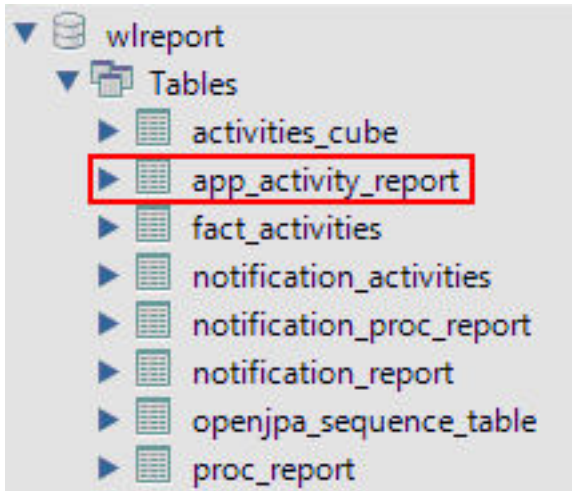 wlreport
Tables
activities_cube
app_activity_report
fact_activities
notification_activities
notification_proc_report
notification_report
openjpa_sequence_table
proc_report